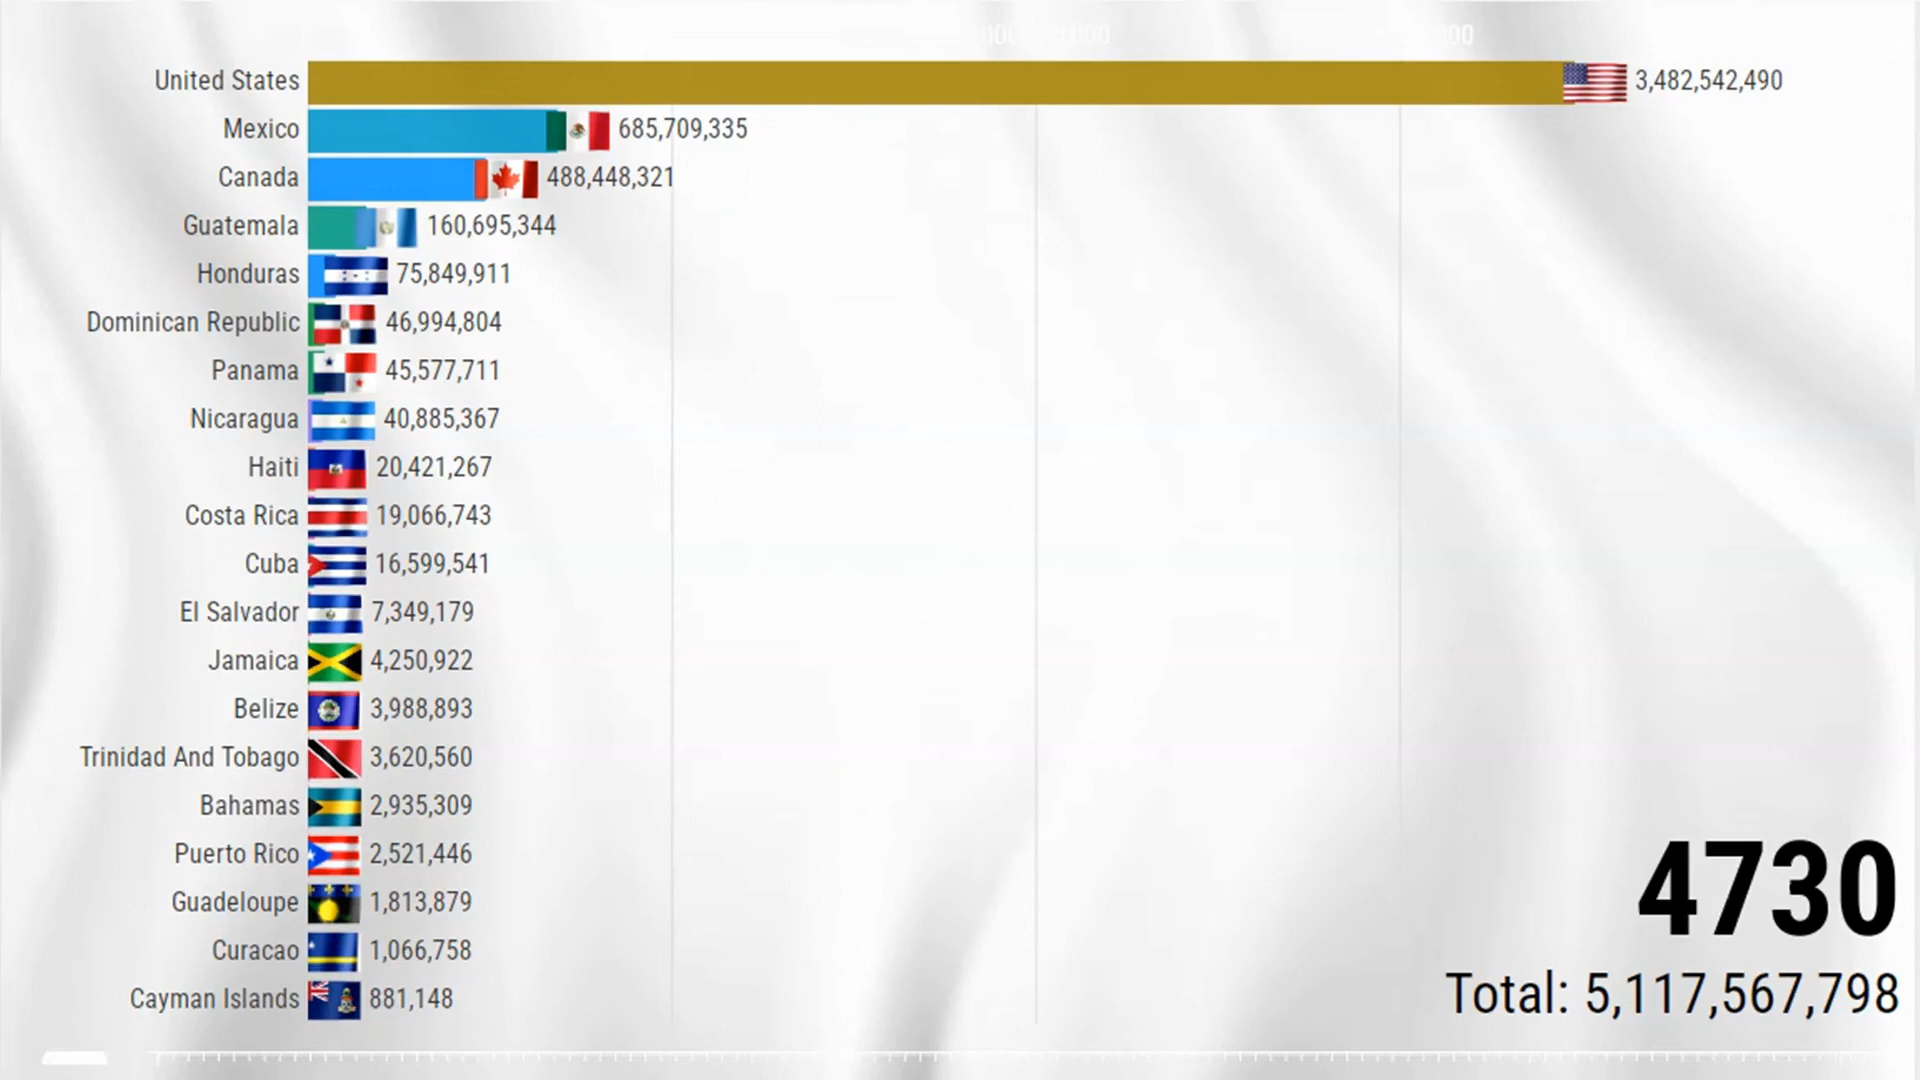 United States 3,482,542,490
Mexico 685,709,335
Canada 488,448,321
Guatemala 160,695,344
Honduras 75,849,911
Dominican Republic 46,994,804
Panama 45,577,711
Nicaragua 40,885,367
Haiti 20,421,267
Costa Rica 19,066,743
Cuba 16,599,541
El Salvador 7,349,179
Jamaica 4,250,922
Belize 3,988,893
Trinidad And Tobago 3,620,560
Bahamas 2,935,309
Puerto Rico 2,521,446
Guadeloupe 1,813,879
Curacao 1,066,758
Cayman Islands 881,148
4730
Total: 5,117,567,798